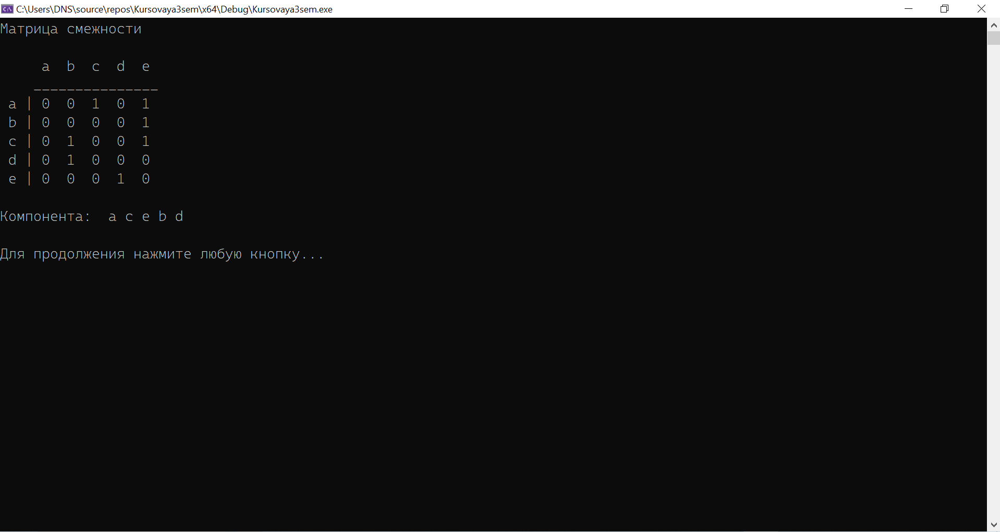 C:\Users\DNS\source\repos\Kursovaya3sem\x64\Debug\Kursovaya3sem.exe
Матрица смежности
a b c d e
_______________
a | 0 0 1 0 1
b | 0 0 0 0 1
c | 0 1 0 0 1
d | 0 1 0 0 0
e | 0 0 0 1 0
Компонента: a c e b d
Для продолжения нажмите любую кнопку...